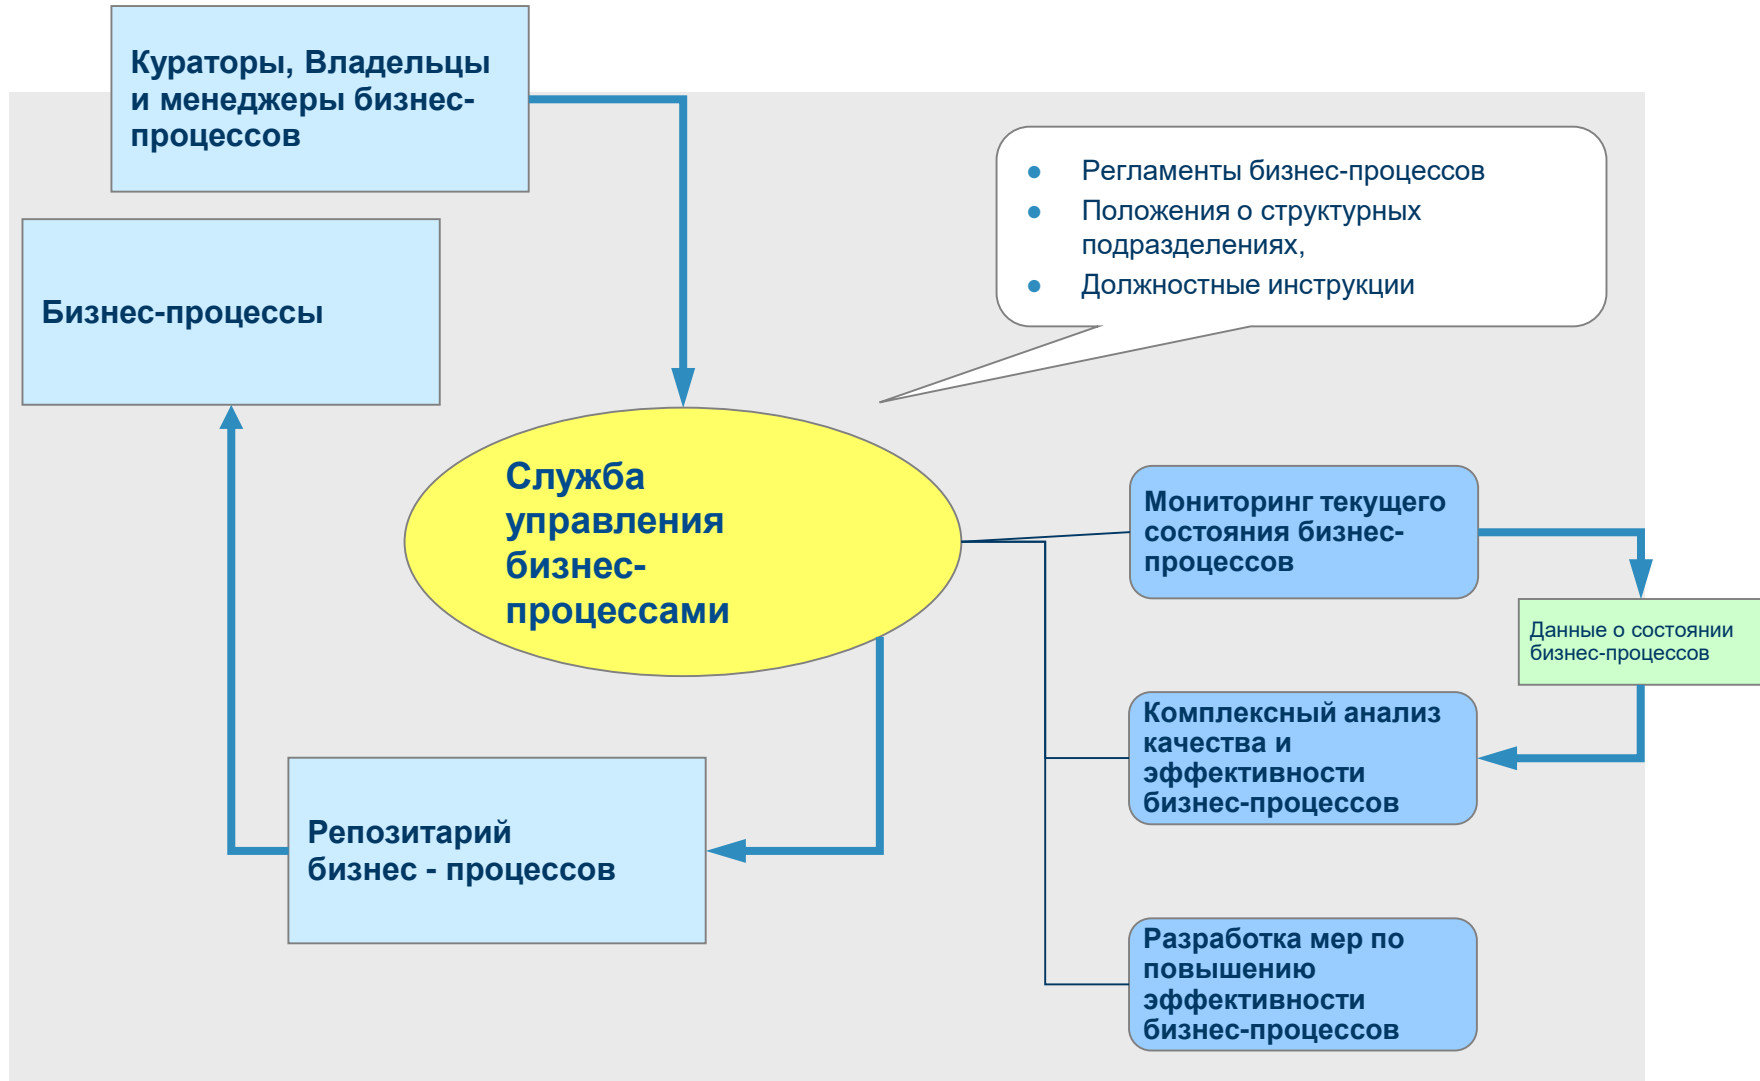 Кураторы, Владельцы
и менеджеры бизнес-
процессов
Бизнес-процессы
Регламенты бизнес-процессов
Положения о структурных
подразделениях,
Должностные инструкции
Служба
управления
бизнес-
процессами
Мониторинг текущего
состояния бизнес-
процессов
Данные о состоянии
бизнес-процессов
Комплексный анализ
качества и
эффективности
бизнес-процессов
Репозитарий
бизнес - процессов
Разработка мер по
повышению
эффективности
бизнес-процессов